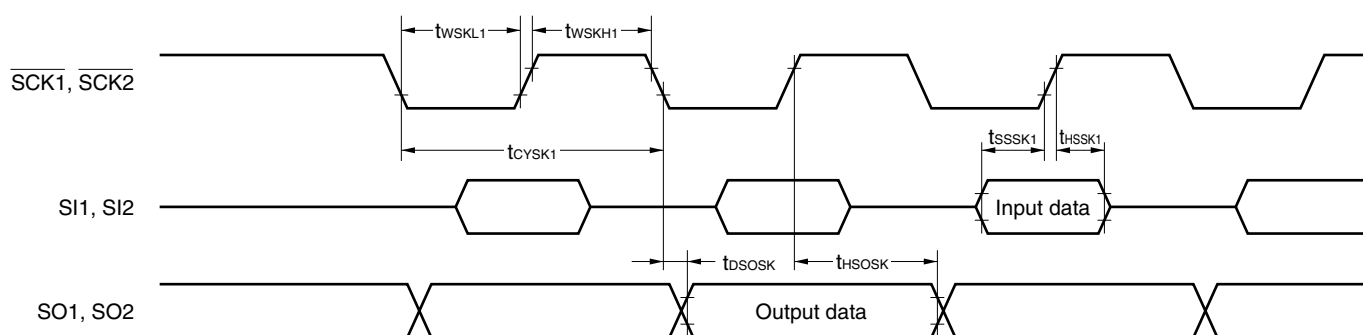 tWSKL1 tWSKH1
SCK1, SCK2
tSSSK1 tHSSK1
tCYSK1
SI1, SI2 Input data
tDSOSK tHSOSK
SO1, SO2 Output data